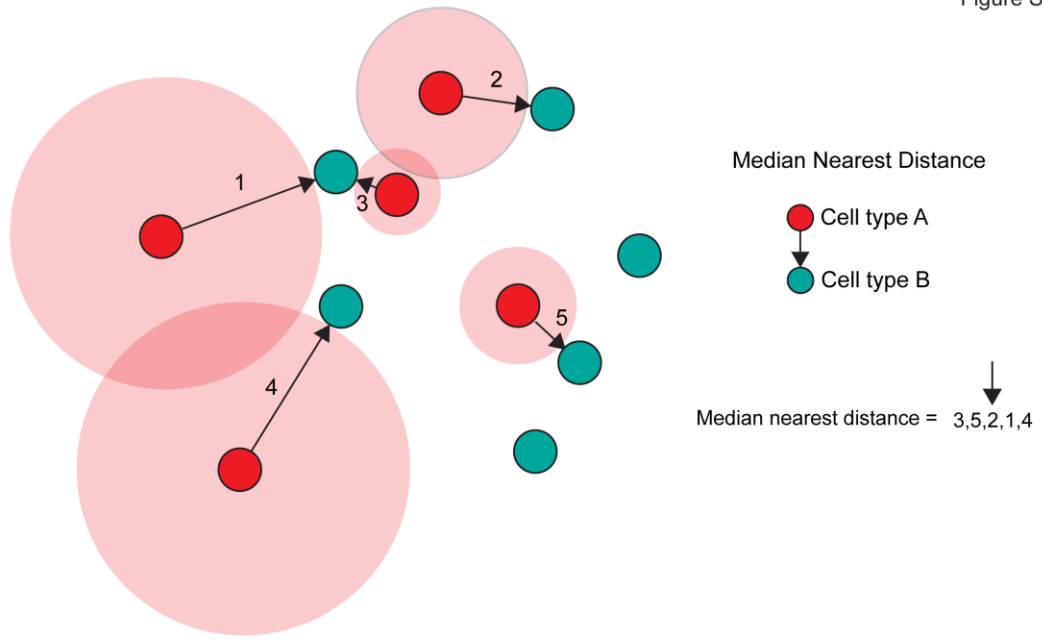 Figure S
2
1
3
Median Nearest Distance
Cell type A
Cell type B
5
4
Median nearest distance = 3,5,2,1,4